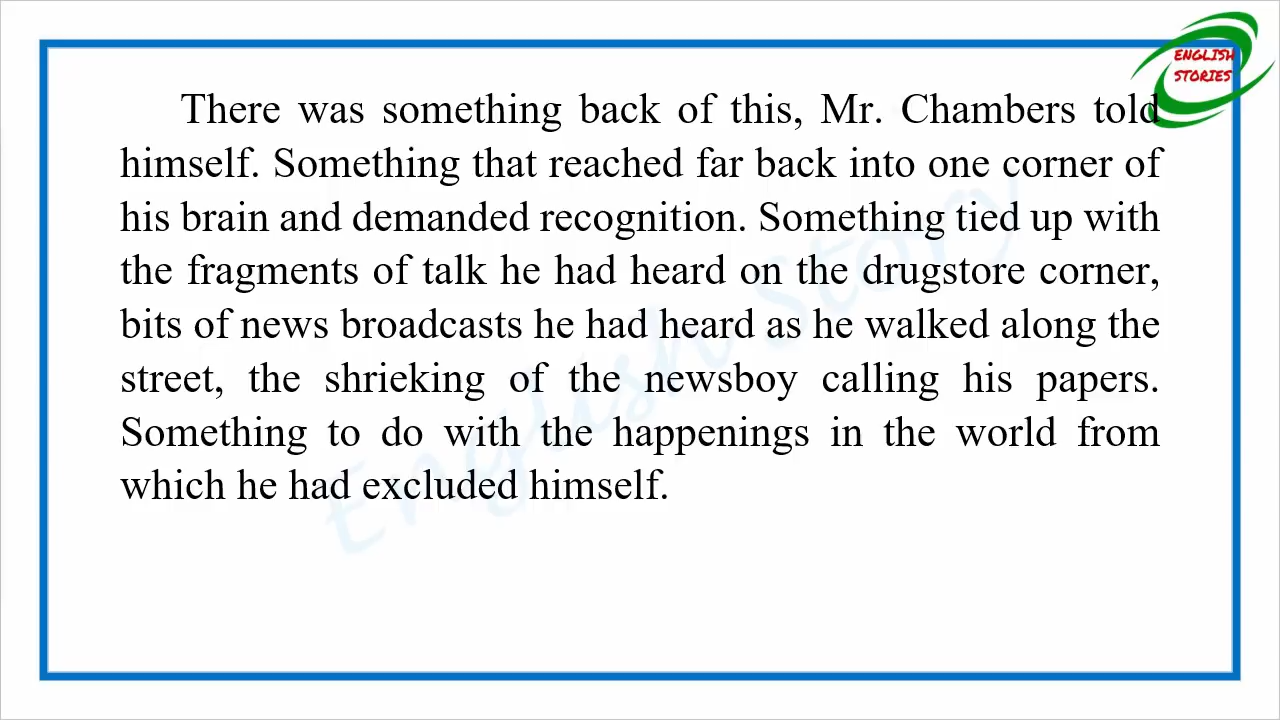 ENGLISH
STORIES
There was something back of this, Mr. Chambers told
himself. Something that reached far back into one corner of
his brain and demanded recognition. Something tied up with
the fragments of talk he had heard on the drugstore corner,
bits of news broadcasts he had heard as he walked along the
street, the shrieking of the newsboy calling his papers.
Something to do with the happenings in the world from
which he had excluded himself.
English Story